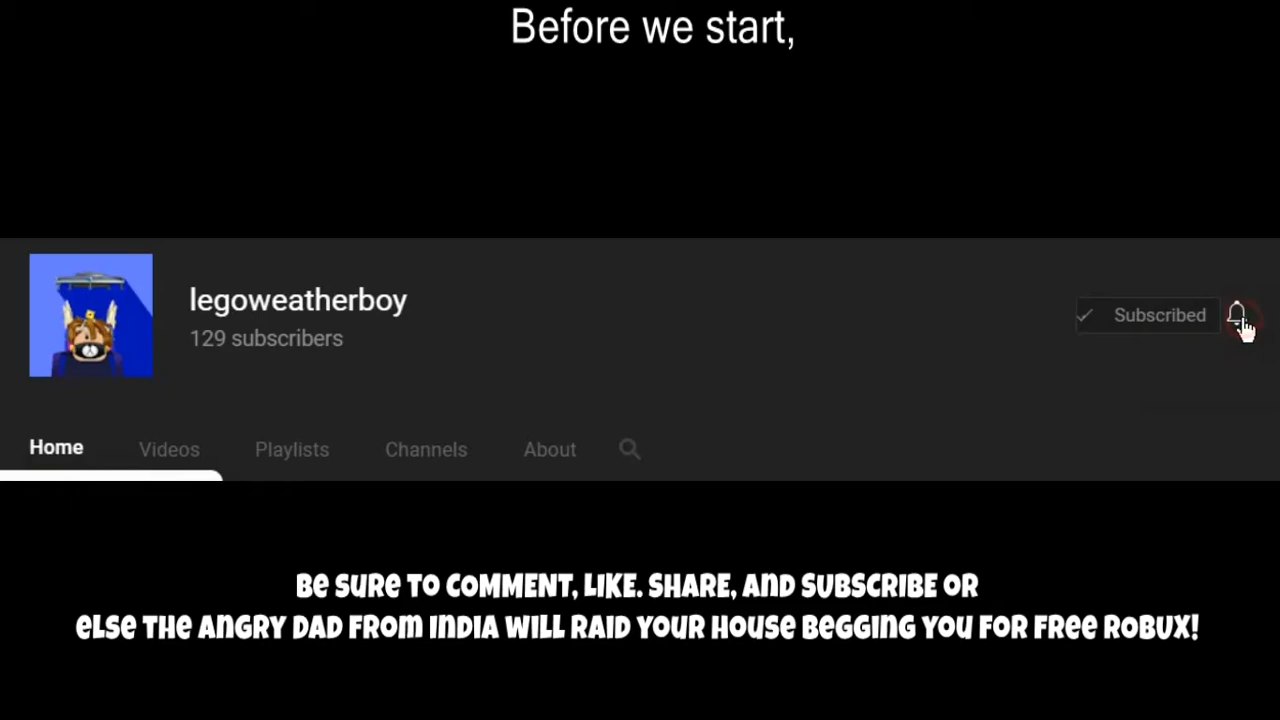 Before we start,
legoweatherboy
129 subscribers
Subscribed
Home Videos Playlists Channels About
Be sure to comment, like. share, and subscribe or
else the angry dad from india will raid your house begging you for free robux!